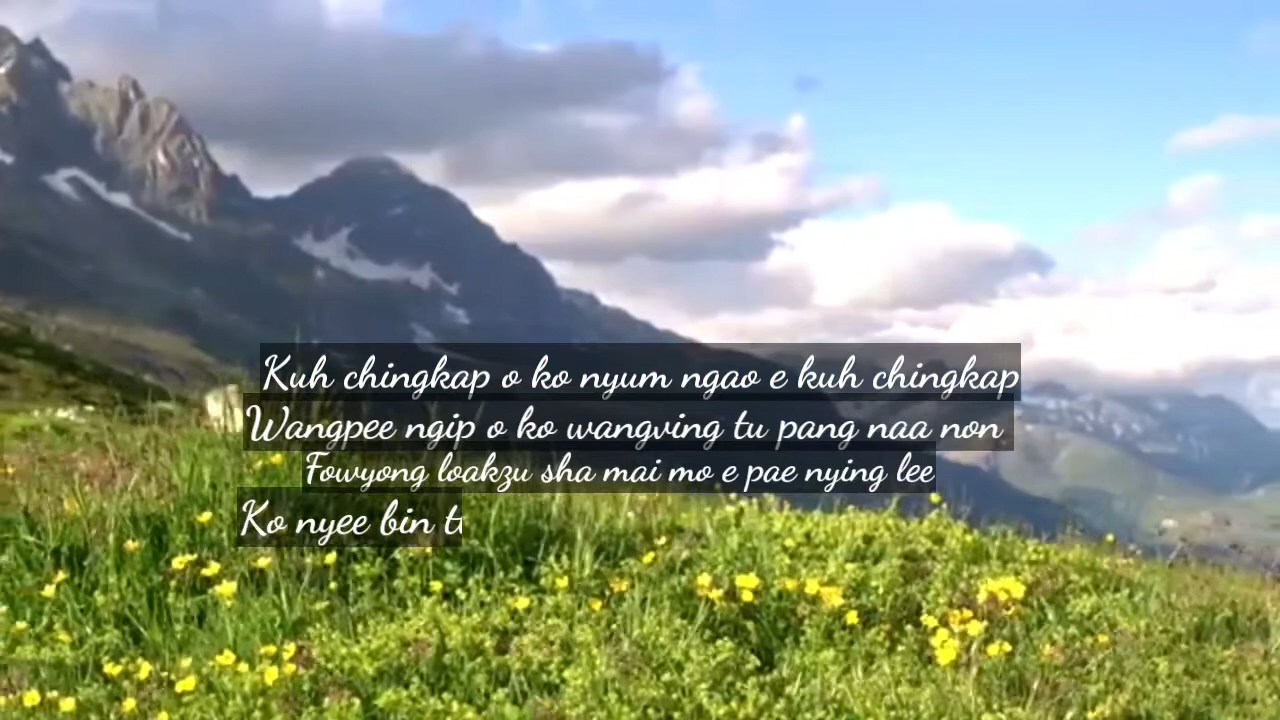 Kuh chingkap o ko nyum ngao e kuh chingkap
Wangpee ngip o ko wangving tu pang naa non
Fowyong loakzu sha mai mo e pae nying lee
Ko nyee bin